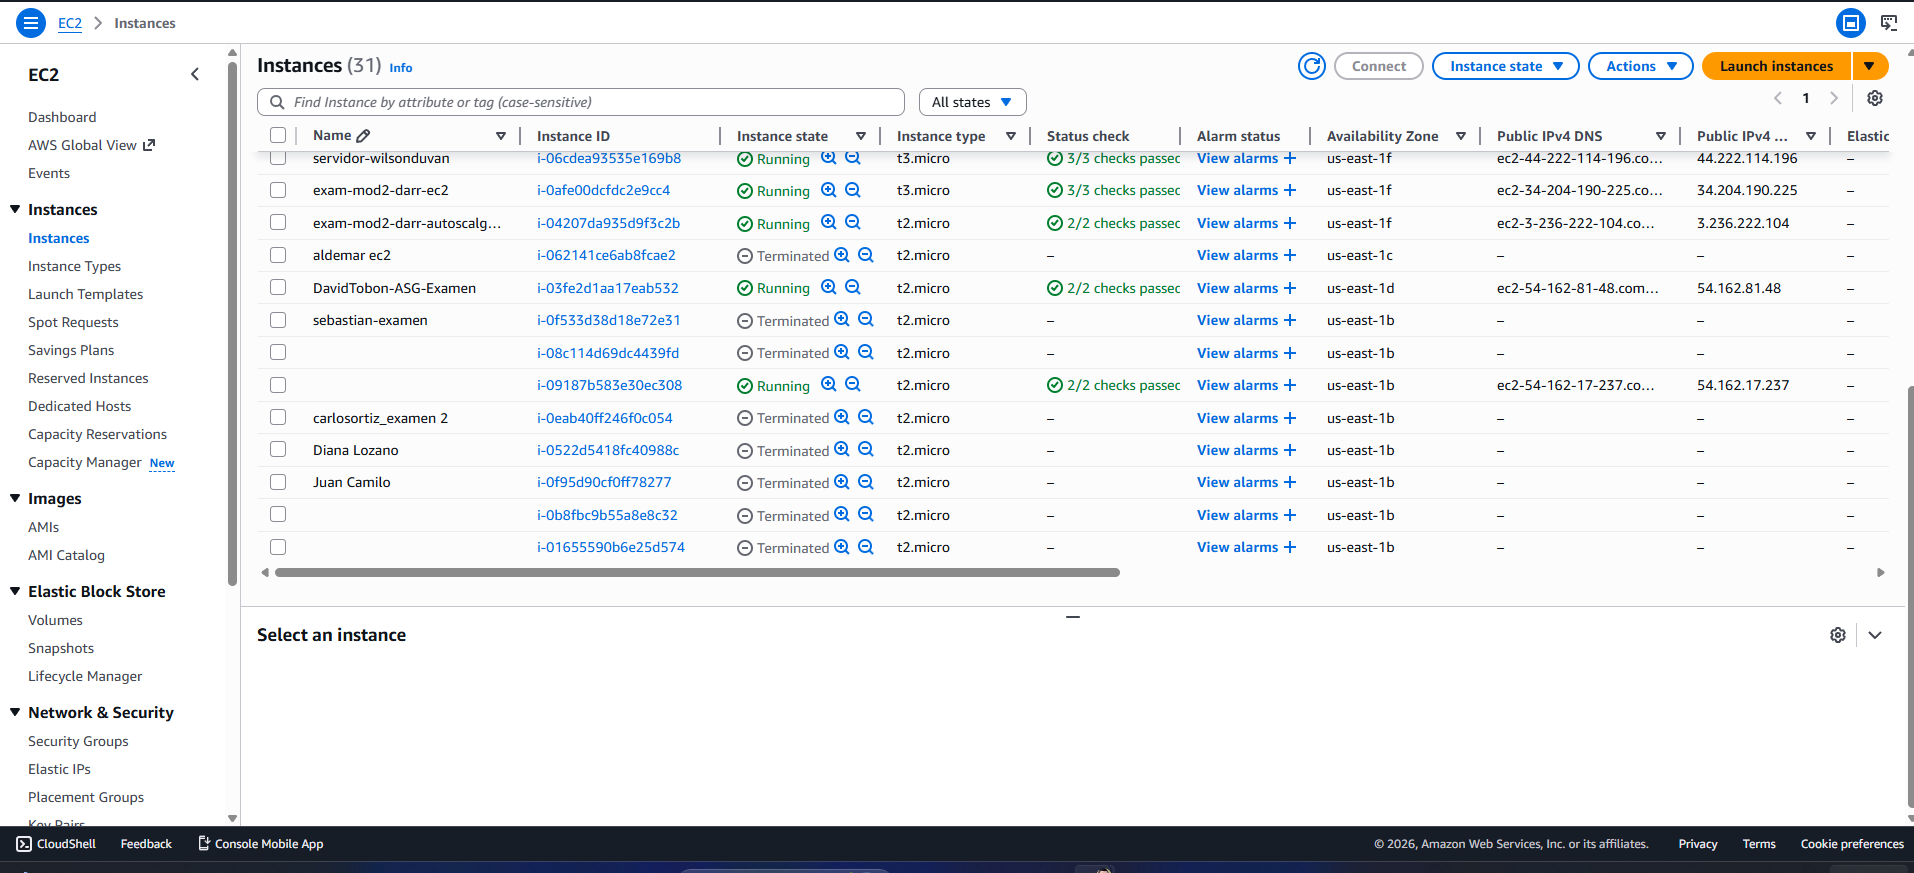 EC2 > Instances
EC2
Dashboard
AWS Global View
Events
Instances
Instances
Instance Types
Launch Templates
Spot Requests
Savings Plans
Reserved Instances
Dedicated Hosts
Capacity Reservations
Capacity Manager New
Images
AMIs
AMI Catalog
Elastic Block Store
Volumes
Snapshots
Lifecycle Manager
Network & Security
Security Groups
Elastic IPs
Placement Groups
Key Pairs
Instances (31) Info
Connect Instance state Actions Launch instances
Find Instance by attribute or tag (case-sensitive) All states 1
Name Instance ID Instance state Instance type Status check Alarm status Availability Zone Public IPv4 DNS Public IPv4 ... Elastic
servidor-wilsonduvan i-06cdea93535e169b8 Running t3.micro 3/3 checks passec View alarms + us-east-1f ec2-44-222-114-196.co... 44.222.114.196 –
exam-mod2-darr-ec2 i-0afe00dcfdc2e9cc4 Running t3.micro 3/3 checks passec View alarms + us-east-1f ec2-34-204-190-225.co... 34.204.190.225 –
exam-mod2-darr-autoscalg... i-04207da935d9f3c2b Running t2.micro 2/2 checks passec View alarms + us-east-1f ec2-3-236-222-104.co... 3.236.222.104 –
aldemar ec2 i-062141ce6ab8fcae2 Terminated t2.micro – View alarms + us-east-1c – – –
DavidTobon-ASG-Examen i-03fe2d1aa17eab532 Running t2.micro 2/2 checks passec View alarms + us-east-1d ec2-54-162-81-48.com... 54.162.81.48 –
sebastian-examen i-0f533d38d18e72e31 Terminated t2.micro – View alarms + us-east-1b – – –
i-08c114d69dc4439fd Terminated t2.micro – View alarms + us-east-1b – – –
i-09187b583e30ec308 Running t2.micro 2/2 checks passec View alarms + us-east-1b ec2-54-162-17-237.co... 54.162.17.237 –
carlosortiz_examen 2 i-0eab40ff246f0c054 Terminated t2.micro – View alarms + us-east-1b – – –
Diana Lozano i-0522d5418fc40988c Terminated t2.micro – View alarms + us-east-1b – – –
Juan Camilo i-0f95d90cf0ff78277 Terminated t2.micro – View alarms + us-east-1b – – –
i-0b8fbc9b55a8e8c32 Terminated t2.micro – View alarms + us-east-1b – – –
i-01655590b6e25d574 Terminated t2.micro – View alarms + us-east-1b – – –
Select an instance
CloudShell Feedback Console Mobile App © 2026, Amazon Web Services, Inc. or its affiliates. Privacy Terms Cookie preferences